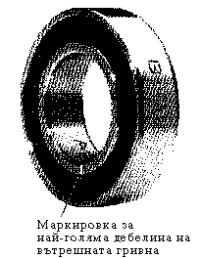 Маркировка за
най-голяма дебелина на
вътрешната гривна